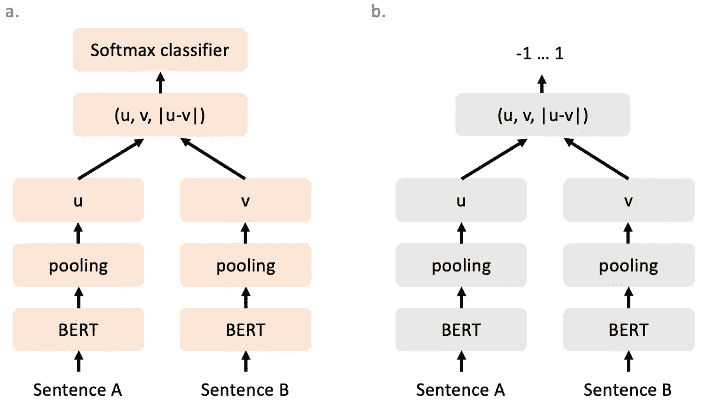 a.
Softmax classifier
(u, v, |u-v|)
u
v
pooling
pooling
BERT
BERT
Sentence A
Sentence B
b.
-1 ... 1
(u, v, |u-v|)
u
v
pooling
pooling
BERT
BERT
Sentence A
Sentence B